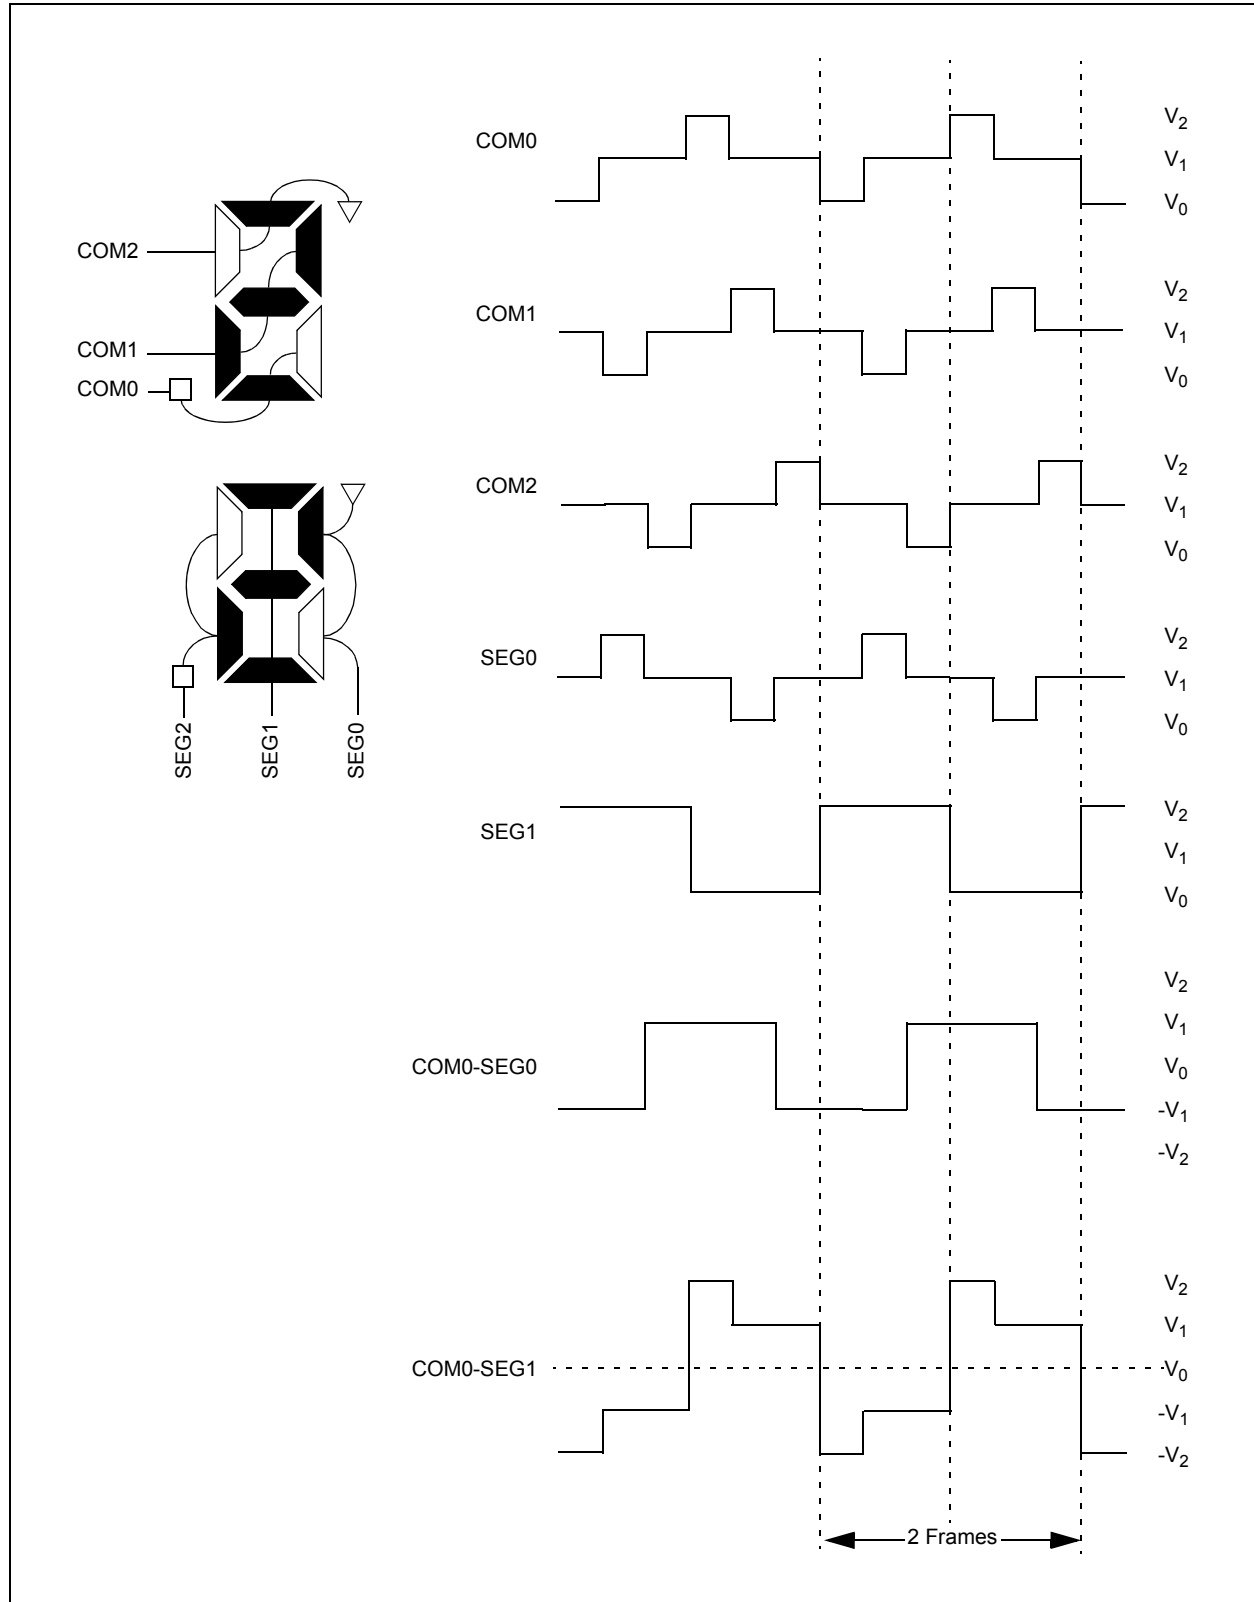 COM2
COM1
COM0
SEG2
SEG1
SEG0
COM0
V2
V1
V0
COM1
V2
V1
V0
COM2
V2
V1
V0
SEG0
V2
V1
V0
SEG1
V2
V1
V0
COM0-SEG0
V2
V1
V0
-V1
-V2
COM0-SEG1
V2
V1
V0
-V1
-V2
2 Frames